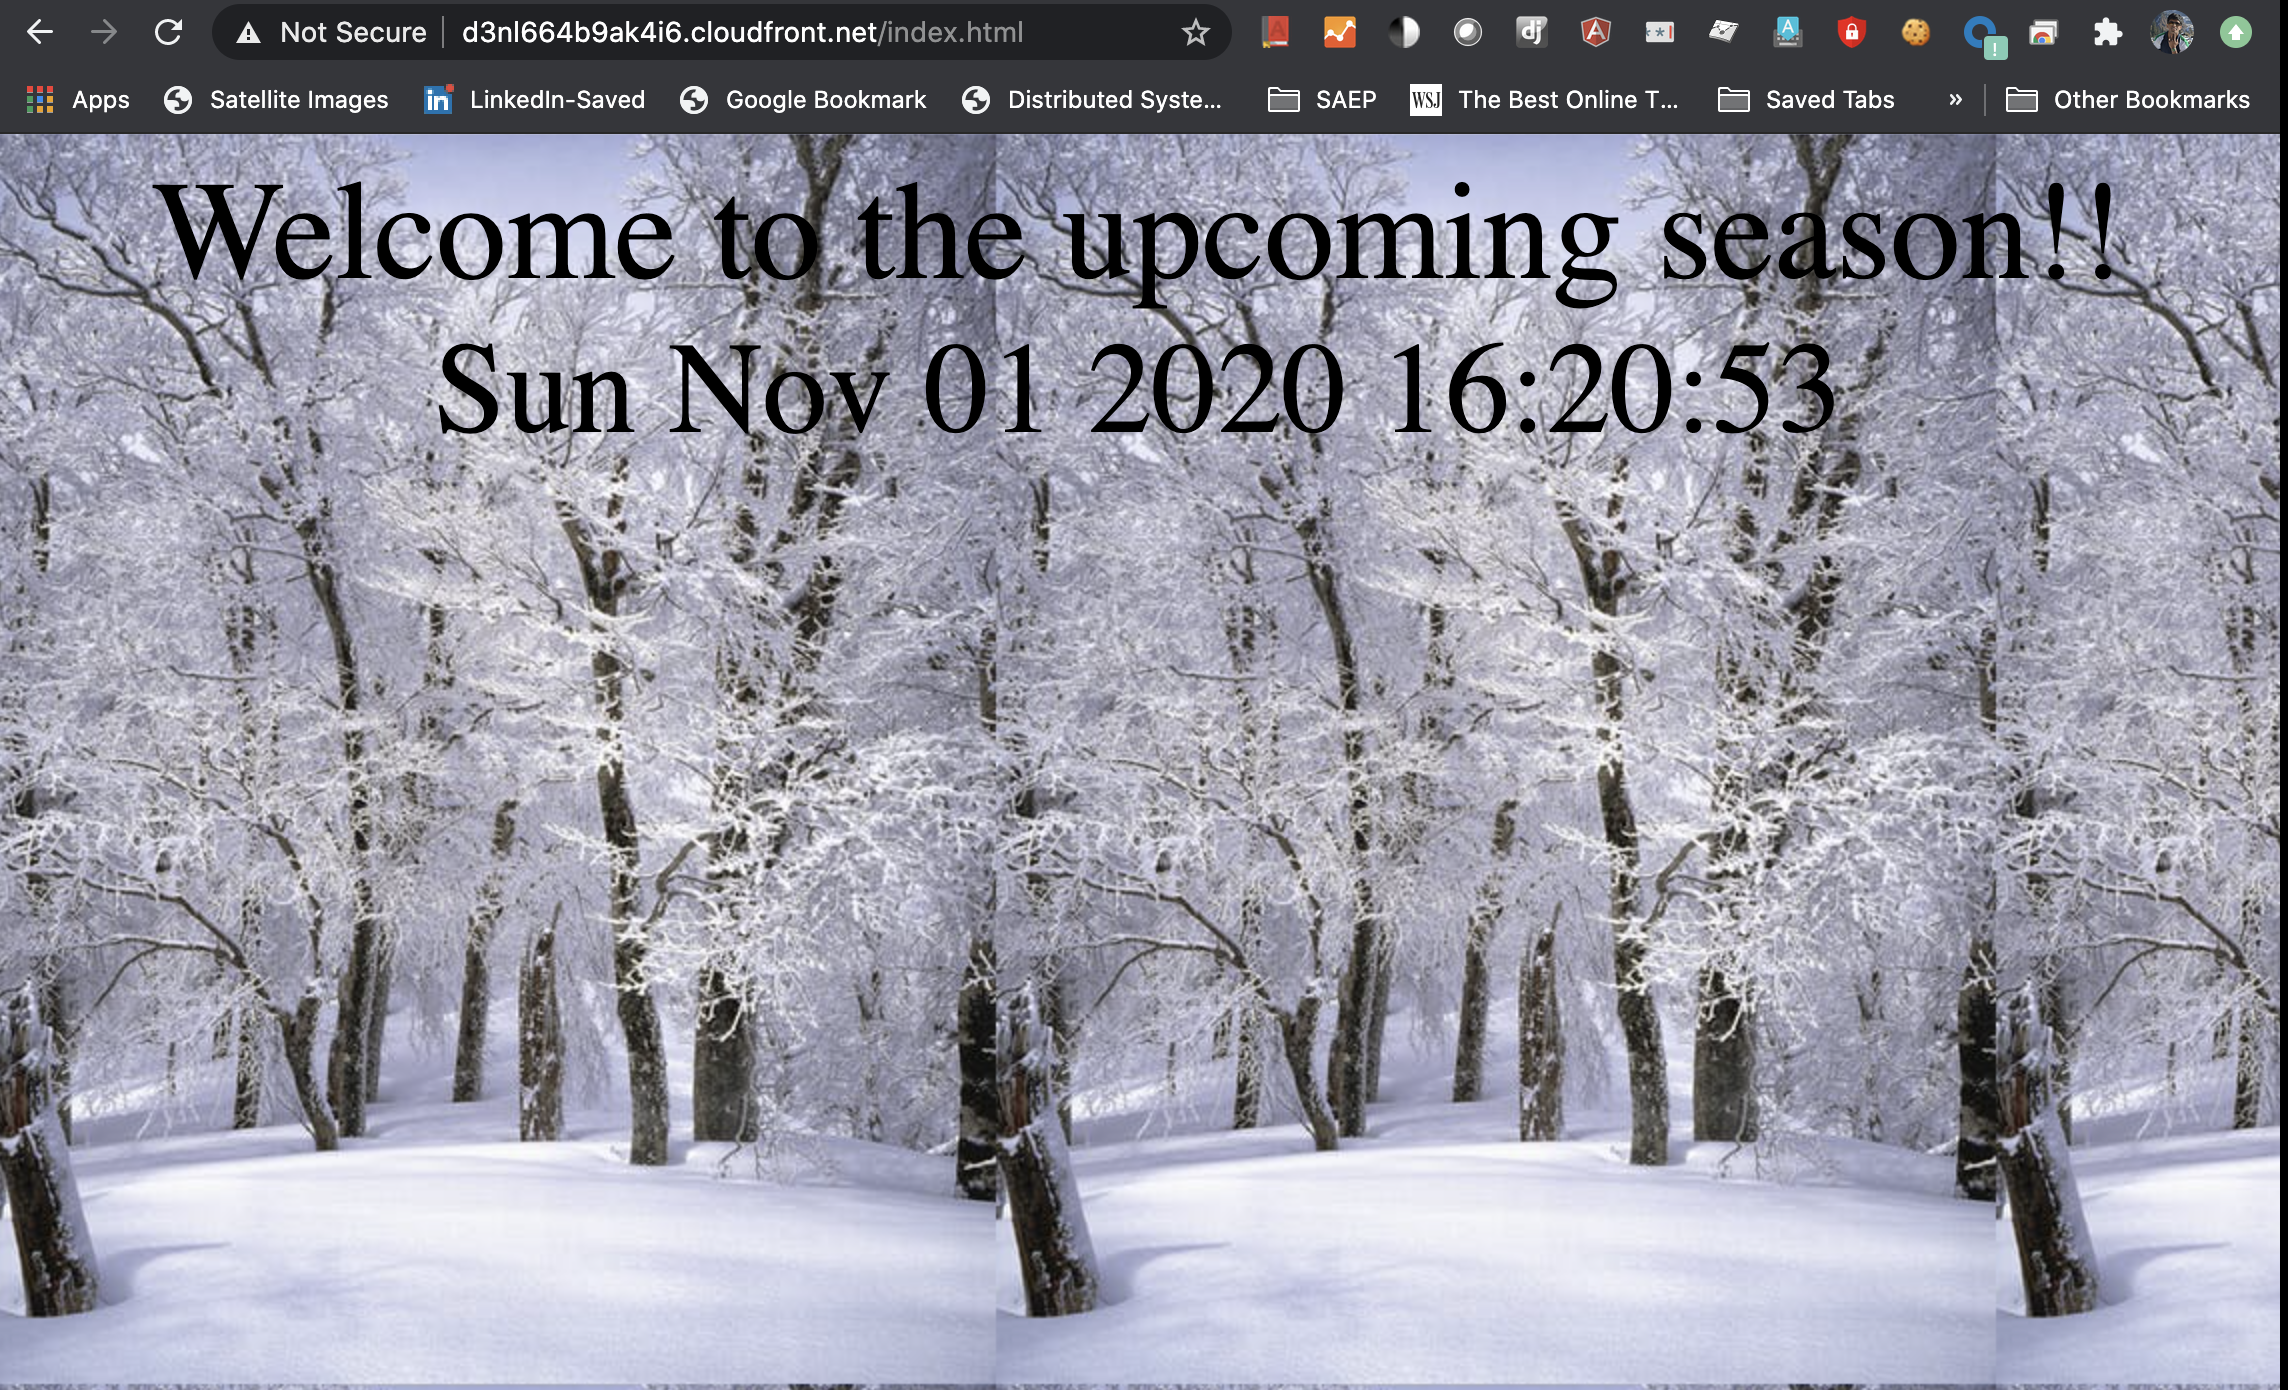 Not Secure d3nl664b9ak4i6.cloudfront.net/index.html
Apps Satellite Images LinkedIn-Saved Google Bookmark Distributed Syste... SAEP WSJ The Best Online T... Saved Tabs » Other Bookmarks
Welcome to the upcoming season!!
Sun Nov 01 2020 16:20:53